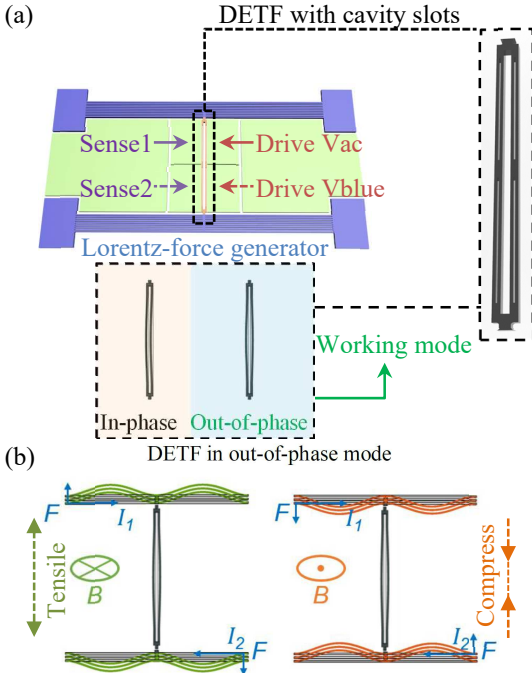 (a)
DETF with cavity slots
Sense1
Drive Vac
Sense2
Drive Vblue
Lorentz-force generator
Working mode
In-phase
Out-of-phase
(b)
DETF in out-of-phase mode
F
I1
Tensile
B
I2
F
F
I1
B
Compress
I2
F